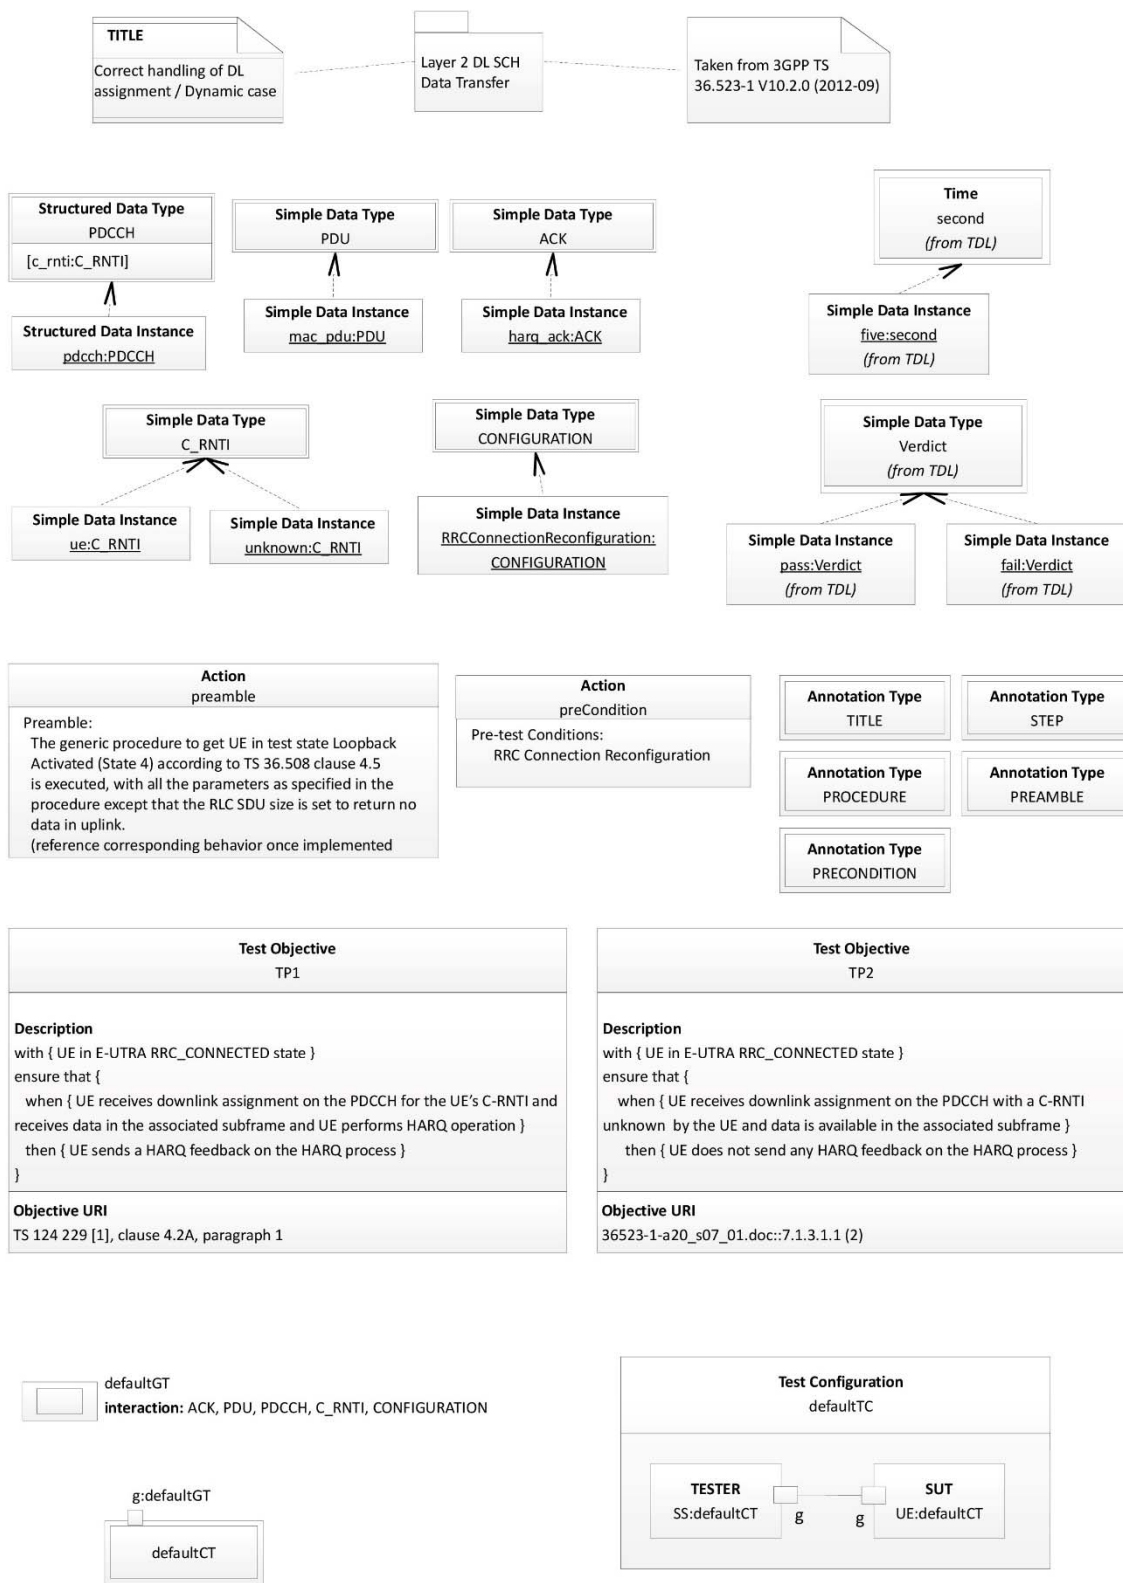 TITLE
Correct handling of DL
assignment / Dynamic case
Layer 2 DL SCH
Data Transfer
Taken from 3GPP TS
36.523-1 V10.2.0 (2012-09)
Structured Data Type
PDCCH
[c_rnti:C_RNTI]
Simple Data Type
PDU
Simple Data Type
ACK
Time
second
(from TDL)
Structured Data Instance
pdcch:PDCCH
Simple Data Instance
mac_pdu:PDU
Simple Data Instance
harq_ack:ACK
Simple Data Instance
five:second
(from TDL)
Simple Data Type
C_RNTI
Simple Data Type
CONFIGURATION
Simple Data Type
Verdict
(from TDL)
Simple Data Instance
ue:C_RNTI
Simple Data Instance
unknown:C_RNTI
Simple Data Instance
RRCConnectionReconfiguration:
CONFIGURATION
Simple Data Instance
pass:Verdict
(from TDL)
Simple Data Instance
fail:Verdict
(from TDL)
Action
preamble
Preamble:
The generic procedure to get UE in test state Loopback
Activated (State 4) according to TS 36.508 clause 4.5
is executed, with all the parameters as specified in the
procedure except that the RLC SDU size is set to return no
data in uplink.
(reference corresponding behavior once implemented
Action
preCondition
Pre-test Conditions:
RRC Connection Reconfiguration
Annotation Type
TITLE
Annotation Type
STEP
Annotation Type
PROCEDURE
Annotation Type
PREAMBLE
Annotation Type
PRECONDITION
Test Objective
TP1
Description
with { UE in E-UTRA RRC_CONNECTED state }
ensure that {
when { UE receives downlink assignment on the PDCCH for the UE’s C-RNTI and
receives data in the associated subframe and UE performs HARQ operation }
then { UE sends a HARQ feedback on the HARQ process }
}
Objective URI
TS 124 229 [1], clause 4.2A, paragraph 1
Test Objective
TP2
Description
with { UE in E-UTRA RRC_CONNECTED state }
ensure that {
when { UE receives downlink assignment on the PDCCH with a C-RNTI
unknown by the UE and data is available in the associated subframe }
then { UE does not send any HARQ feedback on the HARQ process }
}
Objective URI
36523-1-a20_s07_01.doc::7.1.3.1.1 (2)
defaultGT
interaction: ACK, PDU, PDCCH, C_RNTI, CONFIGURATION
g:defaultGT
defaultCT
Test Configuration
defaultTC
TESTER
SS:defaultCT
g
g
SUT
UE:defaultCT